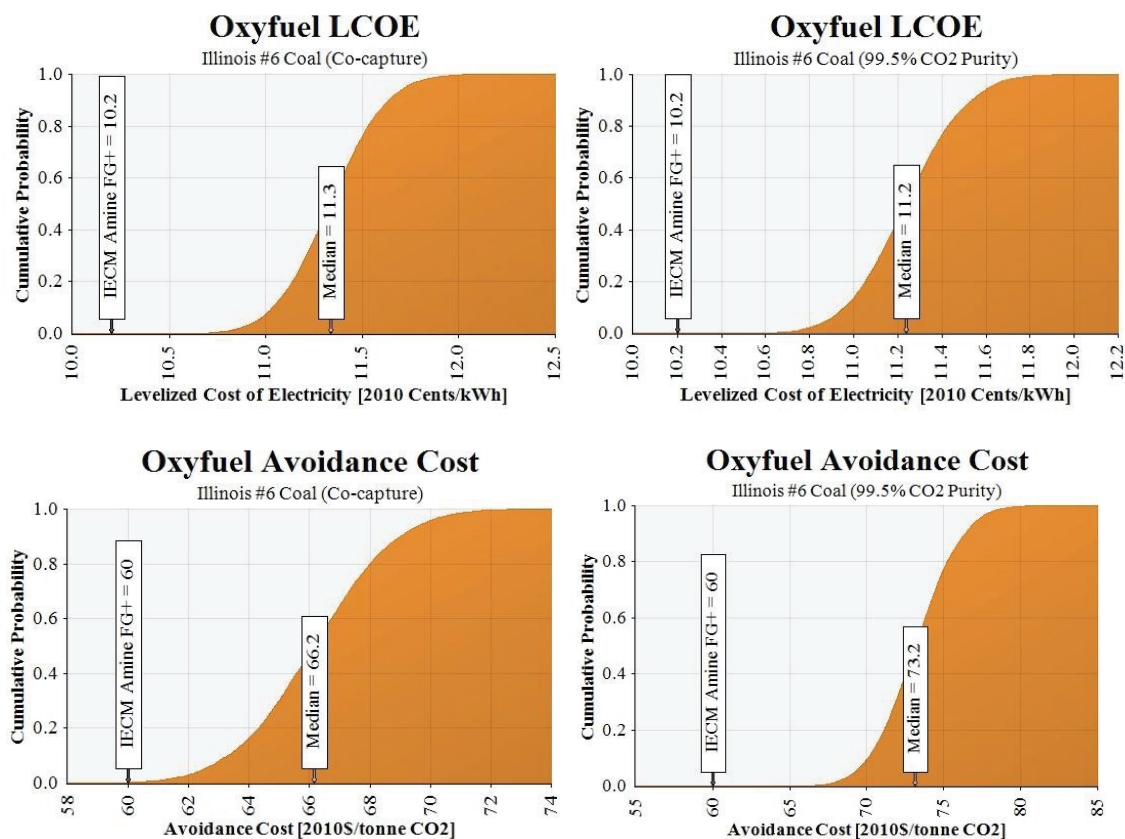 Oxyfuel LCOE
Illinois #6 Coal (Co-capture)
Cumulative Probability
1.0
0.8
0.6
0.4
0.2
0.0
IECM Amine FG+ = 10.2
Median = 11.3
10.0
10.5
11.0
11.5
12.0
12.5
Levelized Cost of Electricity [2010 Cents/kWh]
Oxyfuel LCOE
Illinois #6 Coal (99.5% CO2 Purity)
Cumulative Probability
1.0
0.8
0.6
0.4
0.2
0.0
IECM Amine FG+ = 10.2
Median = 11.2
10.0
10.2
10.4
10.6
10.8
11.0
11.2
11.4
11.6
11.8
12.0
12.2
Levelized Cost of Electricity [2010 Cents/kWh]
Oxyfuel Avoidance Cost
Illinois #6 Coal (Co-capture)
Cumulative Probability
1.0
0.8
0.6
0.4
0.2
0.0
IECM Amine FG+ = 60
Median = 66.2
58
60
62
64
66
68
70
72
74
Avoidance Cost [2010$/tonne CO2]
Oxyfuel Avoidance Cost
Illinois #6 Coal (99.5% CO2 Purity)
Cumulative Probability
1.0
0.8
0.6
0.4
0.2
0.0
IECM Amine FG+ = 60
Median = 73.2
55
60
65
70
75
80
85
Avoidance Cost [2010$/tonne CO2]